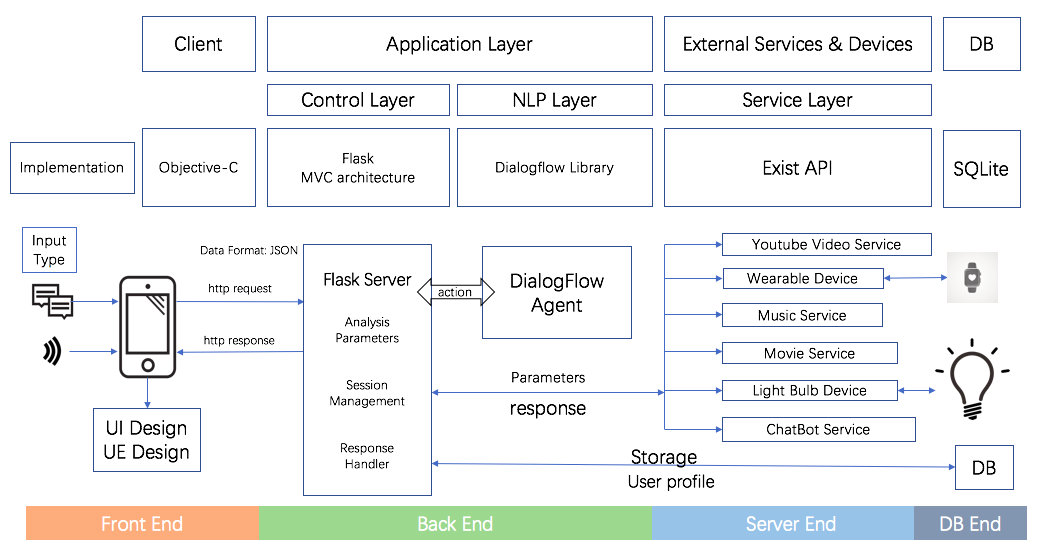 Client
Application Layer
External Services & Devices
DB
Control Layer
NLP Layer
Service Layer
Implementation
Objective-C
Flask
MVC architecture
Dialogflow Library
Exist API
SQLite
Input
Type
Data Format: JSON
http request
http response
UI Design
UE Design
Flask Server
Analysis
Parameters
Session
Management
Response
Handler
action
DialogFlow
Agent
Parameters
response
Youtube Video Service
Wearable Device
Music Service
Movie Service
Light Bulb Device
ChatBot Service
Storage
User profile
DB
Front End
Back End
Server End
DB End